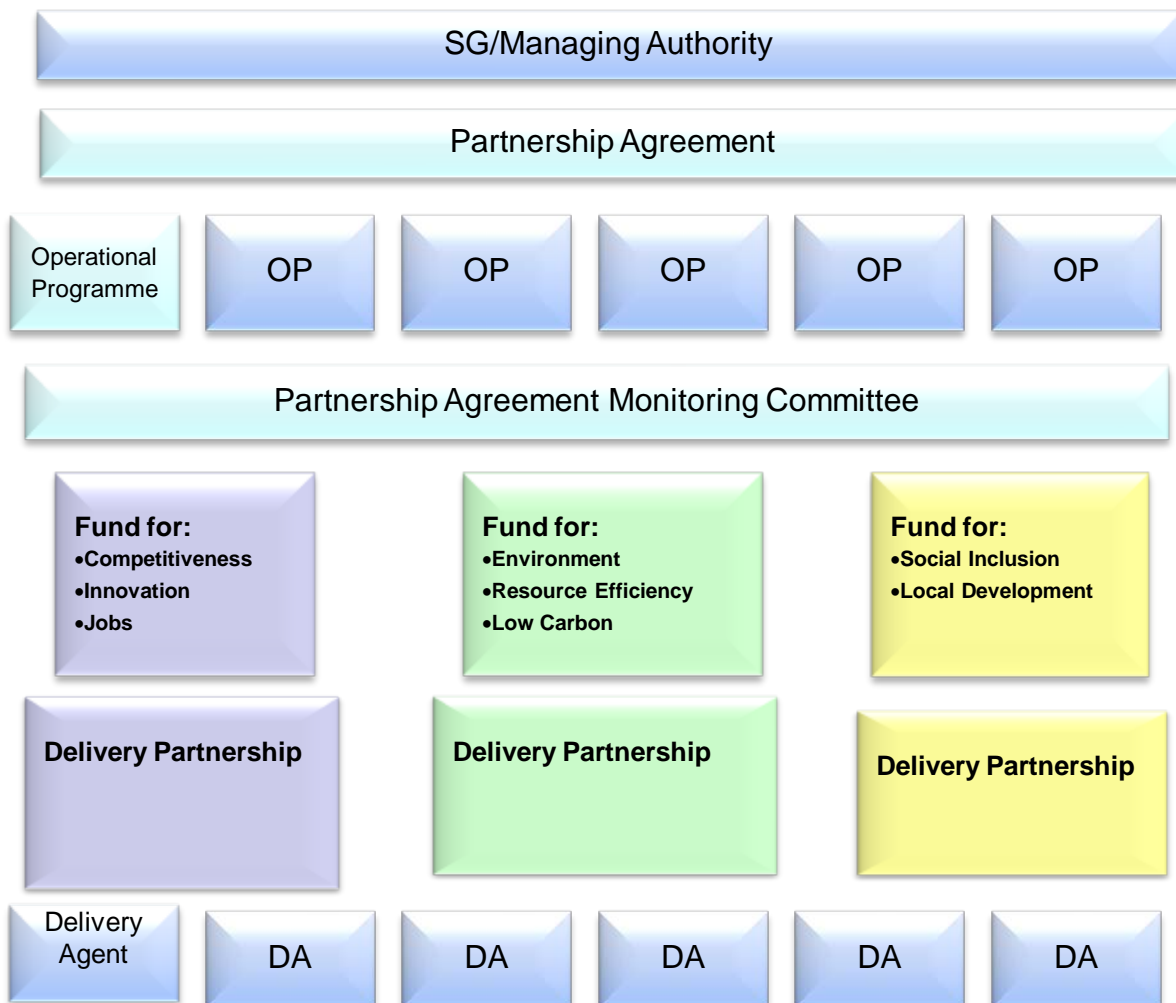 SG/Managing Authority
Partnership Agreement
Operational
Programme
OP
OP
OP
OP
OP
Partnership Agreement Monitoring Committee
Fund for:
•Competitiveness
•Innovation
•Jobs
Fund for:
•Environment
•Resource Efficiency
•Low Carbon
Fund for:
•Social Inclusion
•Local Development
Delivery Partnership
Delivery Partnership
Delivery Partnership
Delivery
Agent
DA
DA
DA
DA
DA